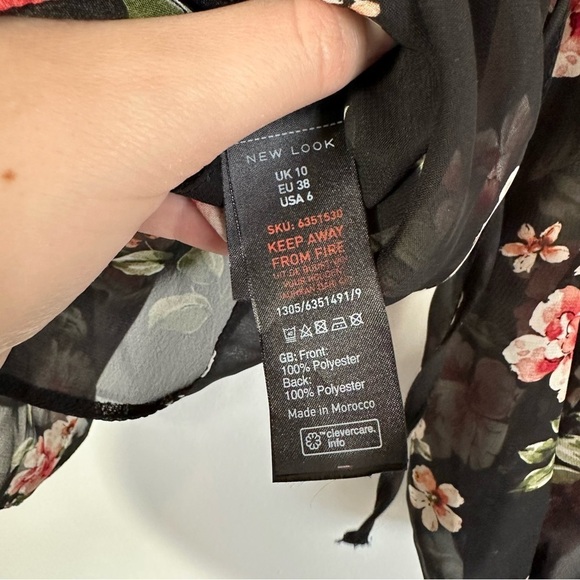 NEW LOOK
UK 10
EU 38
USA 6
SKU: 6351530
KEEP AWAY
FROM FIRE
1305/6351491/9
GB: Front:
100% Polyester
Back:
100% Polyester
Made in Morocco
™clevercare.
info